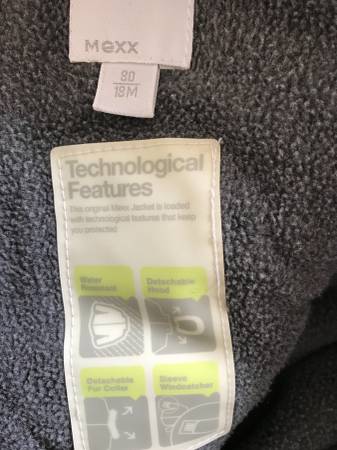 Mexx
80
18M
Technological
Features
This original Mexx Jacket is loaded
with technological features that keep
you protected
Water
Resistant
Detachable
Hood
Detachable
Fur Collar
Sleeve
Windcatcher